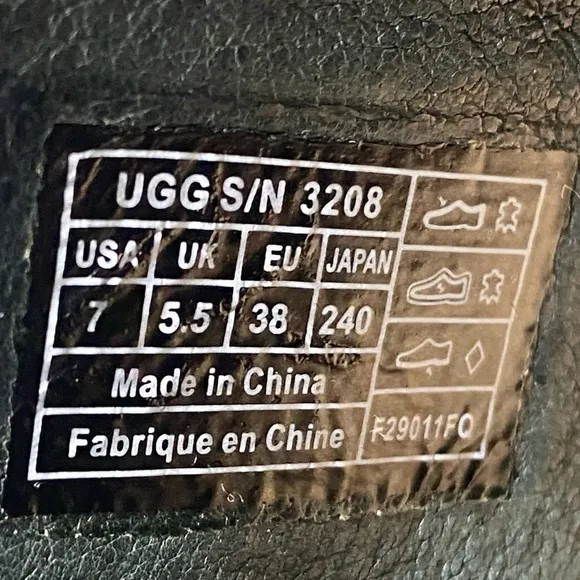 UGG S/N 3208
USA UK EU JAPAN
7 5.5 38 240
Made in China
Fabrique en Chine F29011FQ